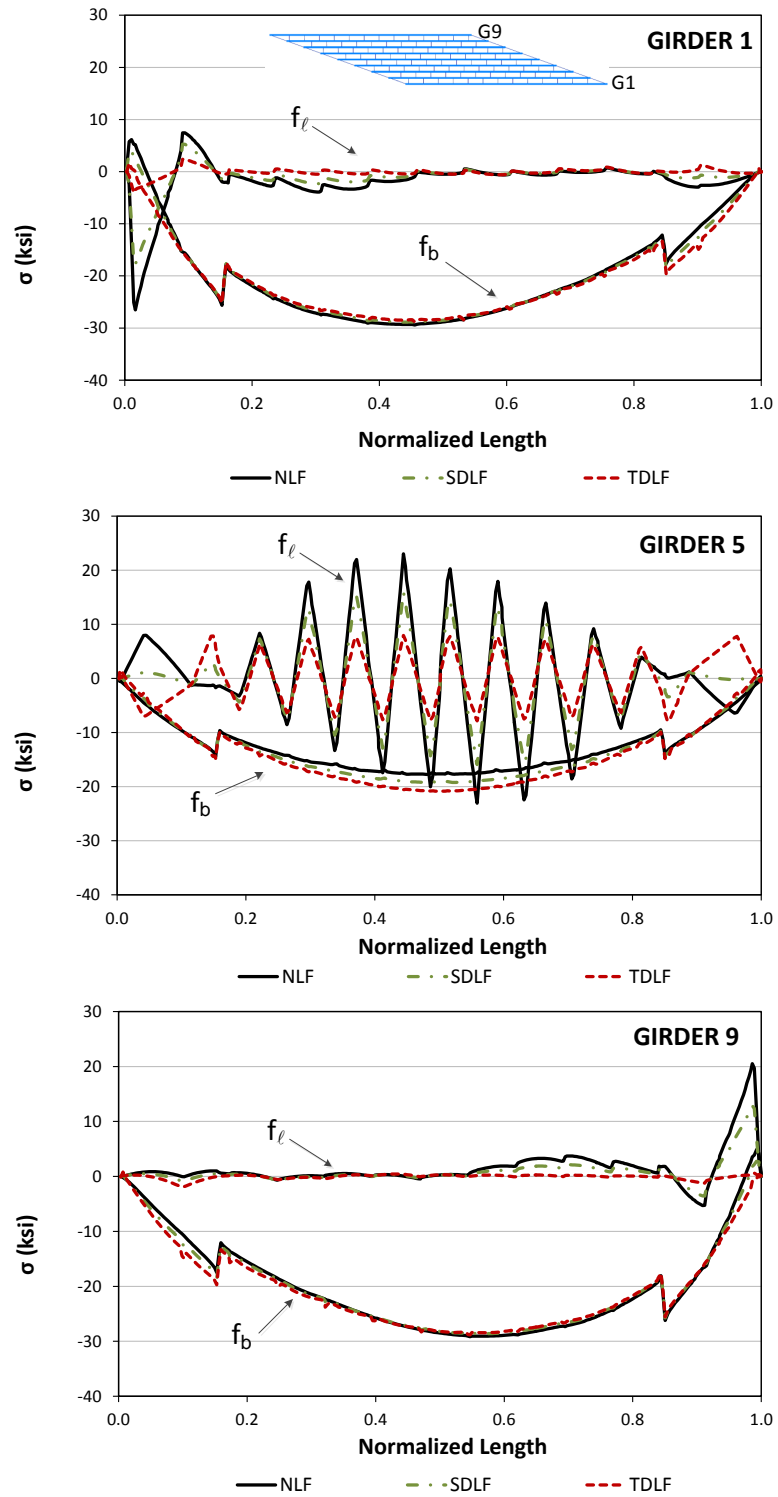 30
20
10
0
-10
-20
-30
-40
σ (ksi)
GIRDER 1
G9
G1
fℓ
fb
0.0 0.2 0.4 0.6 0.8 1.0
Normalized Length
NLF SDLF TDLF
30
20
10
0
-10
-20
-30
-40
σ (ksi)
GIRDER 5
fℓ
fb
0.0 0.2 0.4 0.6 0.8 1.0
Normalized Length
NLF SDLF TDLF
30
20
10
0
-10
-20
-30
-40
σ (ksi)
GIRDER 9
fℓ
fb
0.0 0.2 0.4 0.6 0.8 1.0
Normalized Length
NLF SDLF TDLF